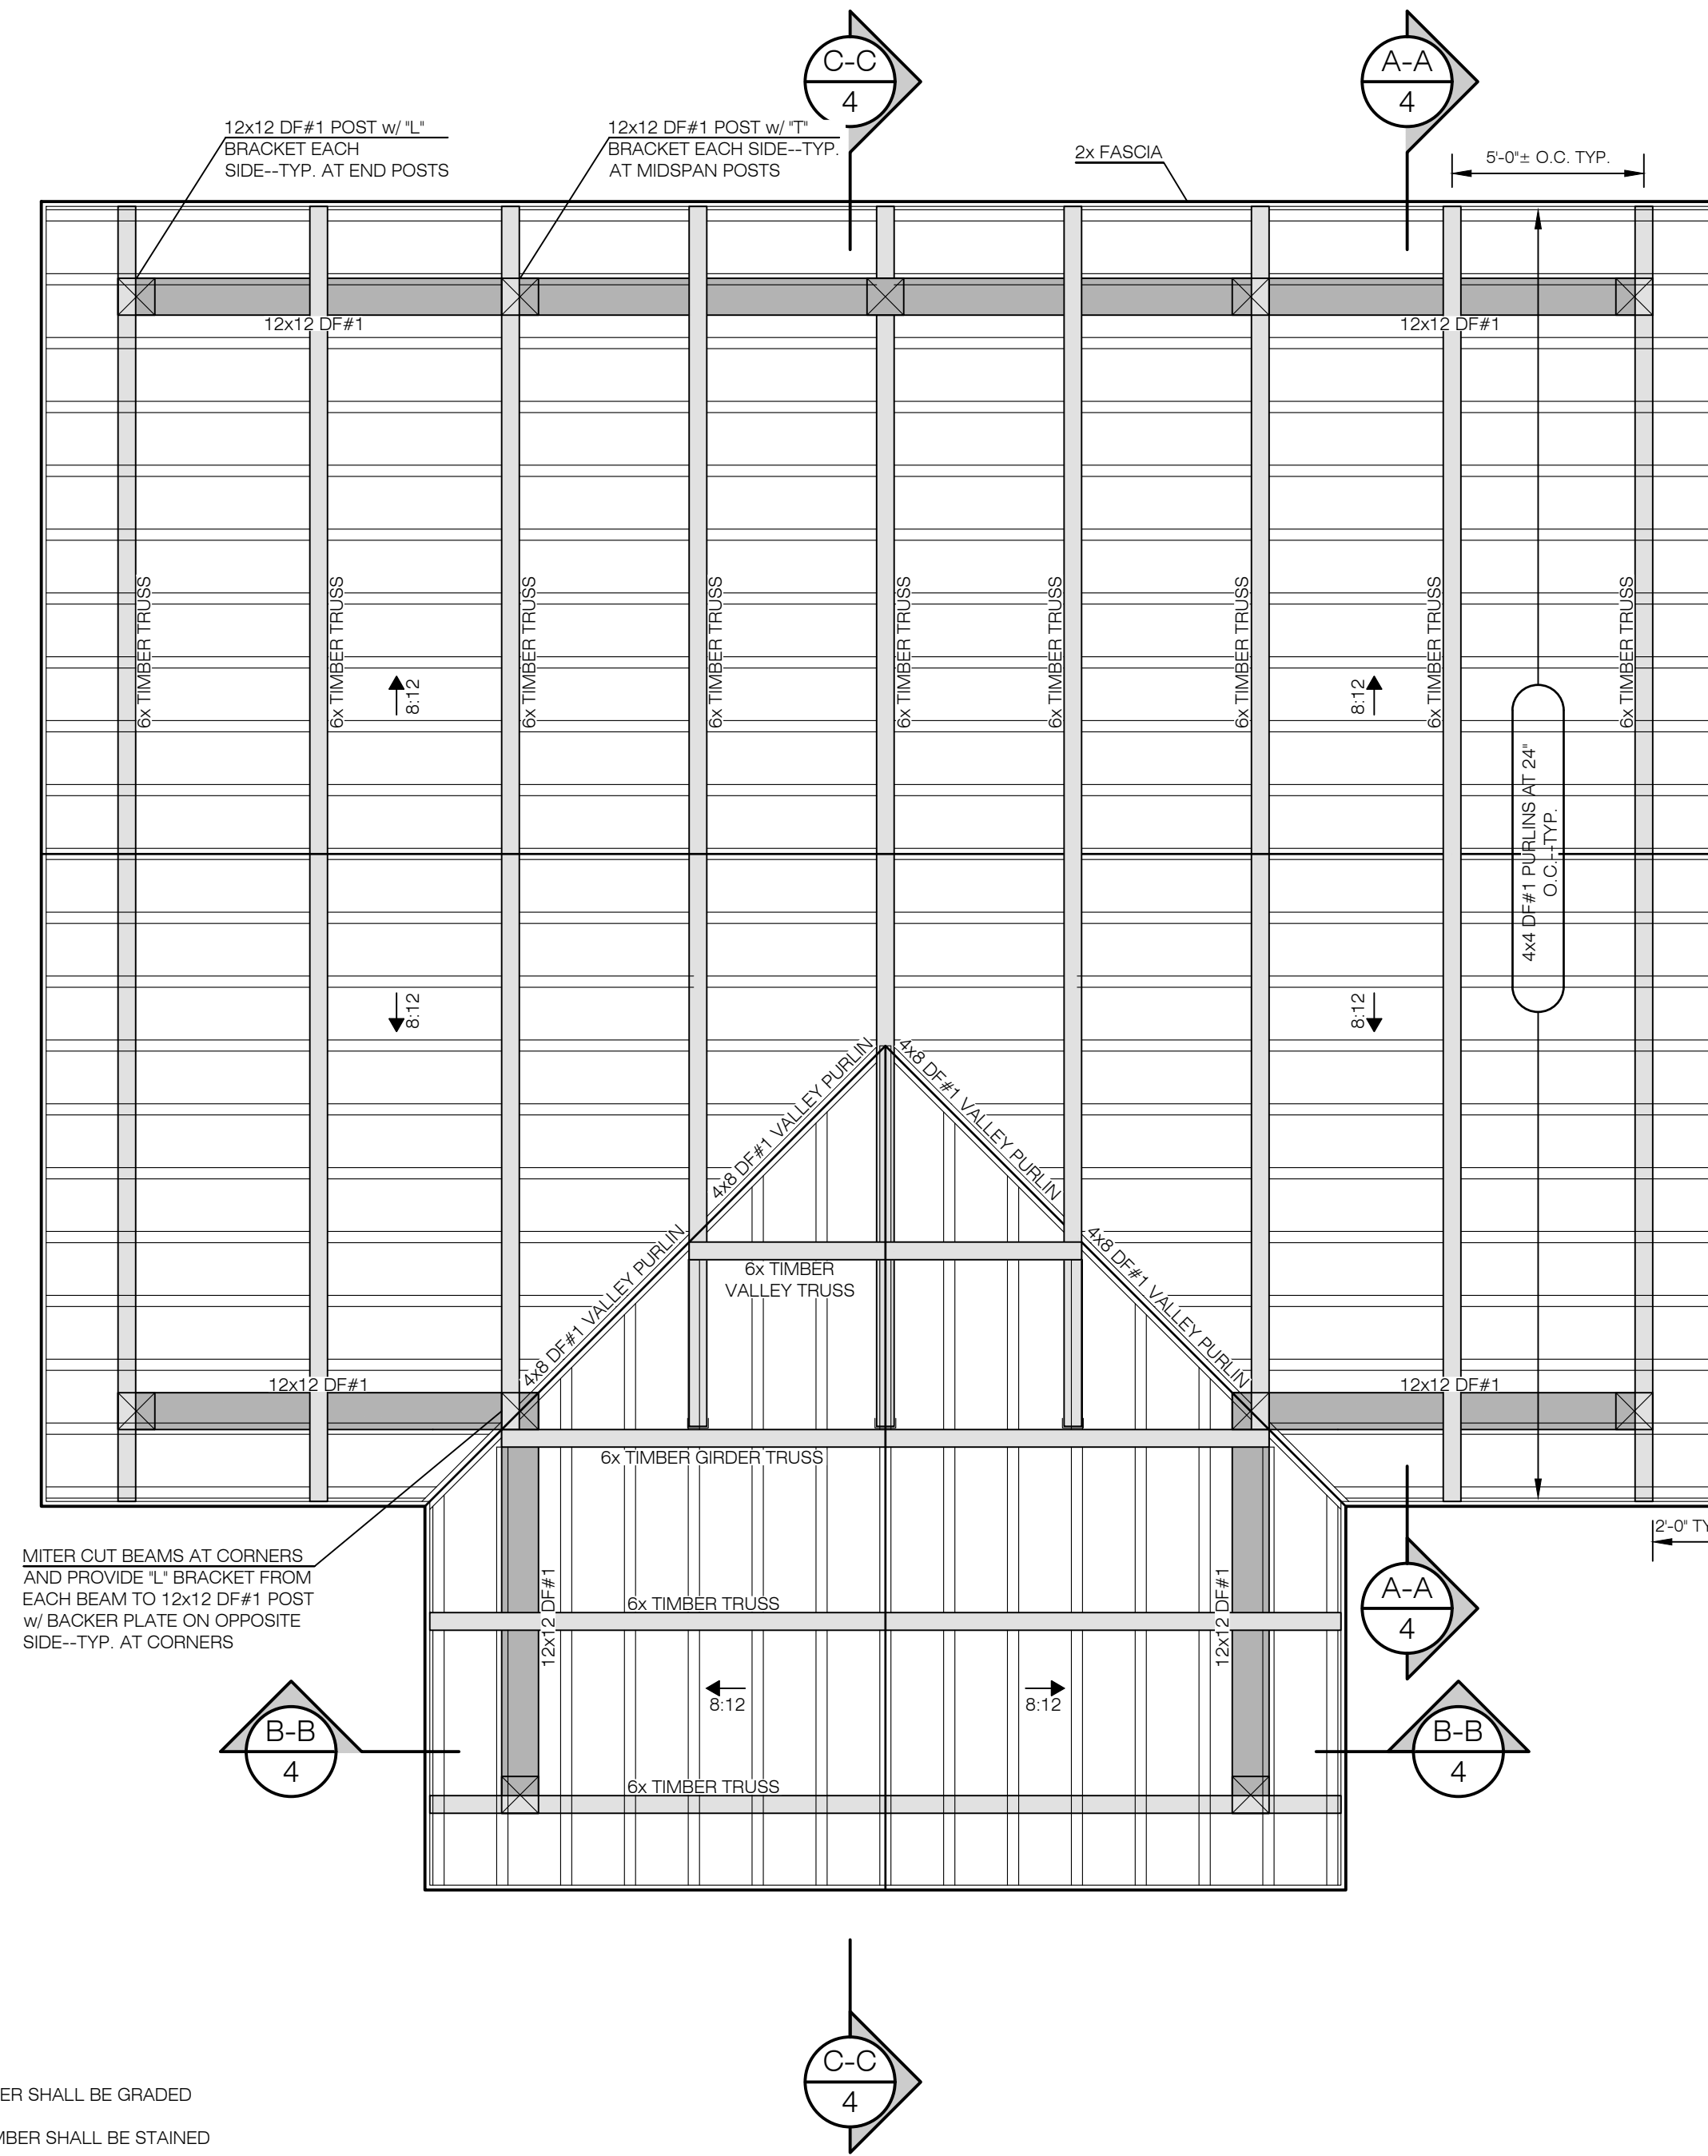 C-C
4
A-A
4
12x12 DF#1 POST w/ "L"
BRACKET EACH
SIDE--TYP. AT END POSTS
12x12 DF#1 POST w/ "T"
BRACKET EACH SIDE--TYP.
AT MIDSPAN POSTS
2x FASCIA
5'-0"± O.C. TYP.
12x12 DF#1
12x12 DF#1
6x TIMBER TRUSS
6x TIMBER TRUSS
6x TIMBER TRUSS
6x TIMBER TRUSS
6x TIMBER TRUSS
6x TIMBER TRUSS
6x TIMBER TRUSS
6x TIMBER TRUSS
6x TIMBER TRUSS
8:12
8:12
4x4 DF#1 PURLINS AT 24"
O.C.--TYP.
8:12
8:12
4x8 DF#1 VALLEY PURLIN
4x8 DF#1 VALLEY PURLIN
4x8 DF#1 VALLEY PURLIN
4x8 DF#1 VALLEY PURLIN
6x TIMBER
VALLEY TRUSS
12x12 DF#1
12x12 DF#1
6x TIMBER GIRDER TRUSS
2'-0"
MITER CUT BEAMS AT CORNERS
AND PROVIDE "L" BRACKET FROM
EACH BEAM TO 12x12 DF#1 POST
w/ BACKER PLATE ON OPPOSITE
SIDE--TYP. AT CORNERS
12x12 DF#1
6x TIMBER TRUSS
12x12 DF#1
A-A
4
8:12
8:12
B-B
4
B-B
4
6x TIMBER TRUSS
C-C
4
SHALL BE GRADED
SHALL BE STAINED